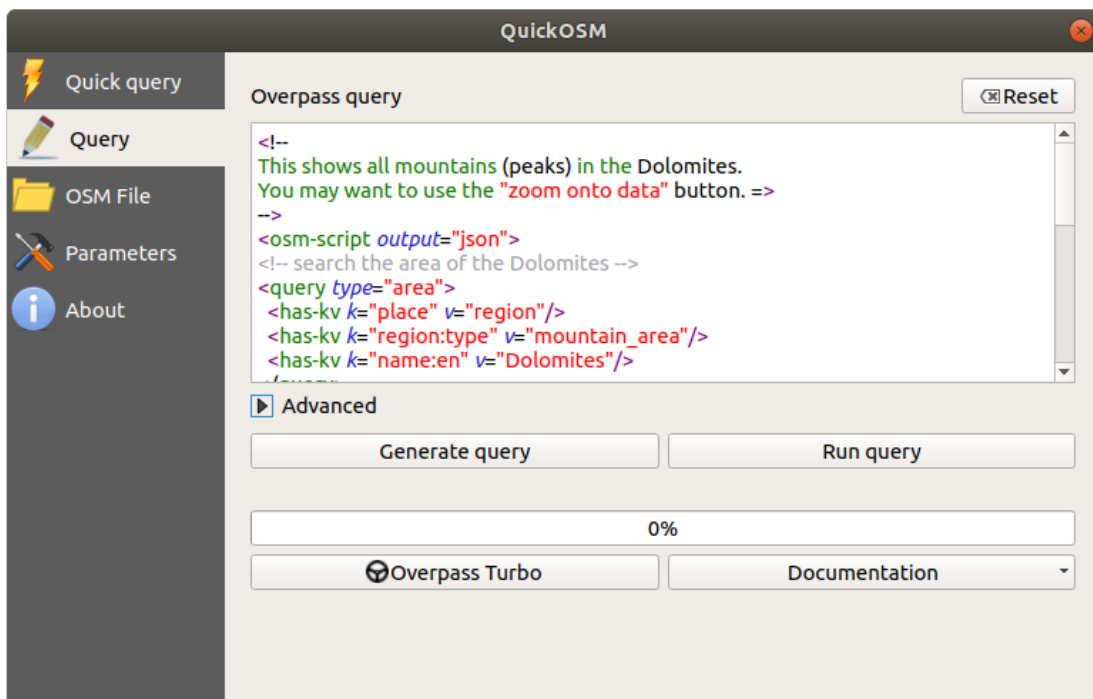 QuickOSM
Quick query
Query
OSM File
Parameters
About
Overpass query
Reset
<!--
This shows all mountains (peaks) in the Dolomites.
You may want to use the "zoom onto data" button. =>
-->
<osm-script output="json">
<!-- search the area of the Dolomites -->
<query type="area">
<has-kv k="place" v="region"/>
<has-kv k="region:type" v="mountain_area"/>
<has-kv k="name:en" v="Dolomites"/>
Advanced
Generate query
Run query
0%
Overpass Turbo
Documentation